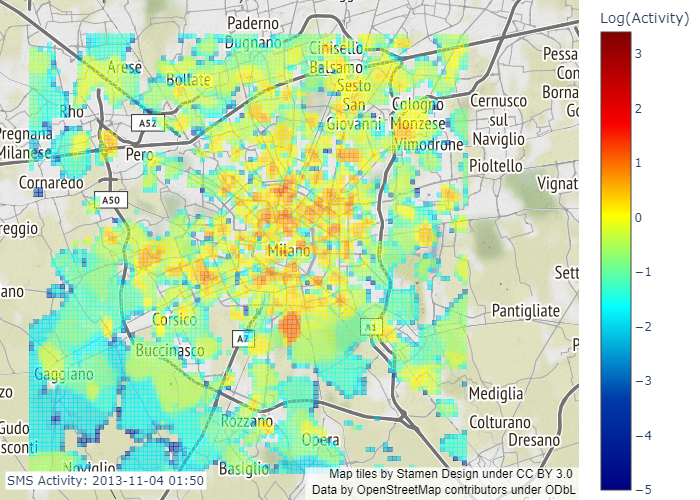 Paderno
Dugnano
Cinisello
Balsamo
Log(Activity)
Arese
Bollate
Sesto
San
Giovanni
Cologno
Monzese
Cernusco
sul
Naviglio
Pessa
Con
Borna
Go
Rho
A52
Pregnana
Milanese
Pero
Vimodrone
Pioltello
Cornaredo
A50
Vignat
reggio
Milano
Sett
ano
Pantigliate
Corsico
A7
A1
Buccinasco
P
Gaggiano
zo
Mediglia
Rozzano
Colturano
Gudo
sconti
Opera
Dresano
Noviglio
Basiglio
3
2
1
0
−1
−2
−3
−4
−5
SMS Activity: 2013-11-04 01:50
Map tiles by Stamen Design under CC BY 3.0
Data by OpenStreetMap contributors under ODbL